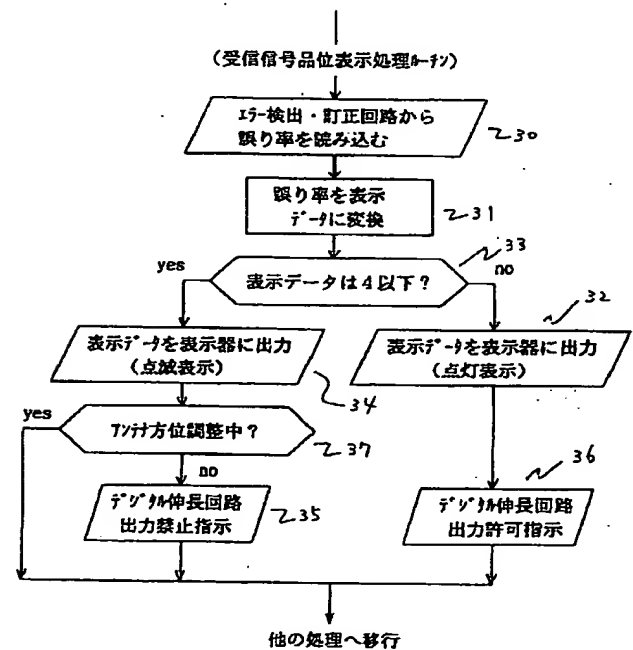 (受信信号品位表示処理ルーチン)
エラー検出・訂正回路から
誤り率を読み込む
30
誤り率を表示
データに変換
31
33
yes
表示データは4以下?
no
32
表示データを表示器に出力
(点滅表示)
34
表示データを表示器に出力
(点灯表示)
yes
アンテナ方位調整中?
37
no
36
デジタル伸長回路
出力禁止指示
35
デジタル伸長回路
出力許可指示
他の処理へ移行